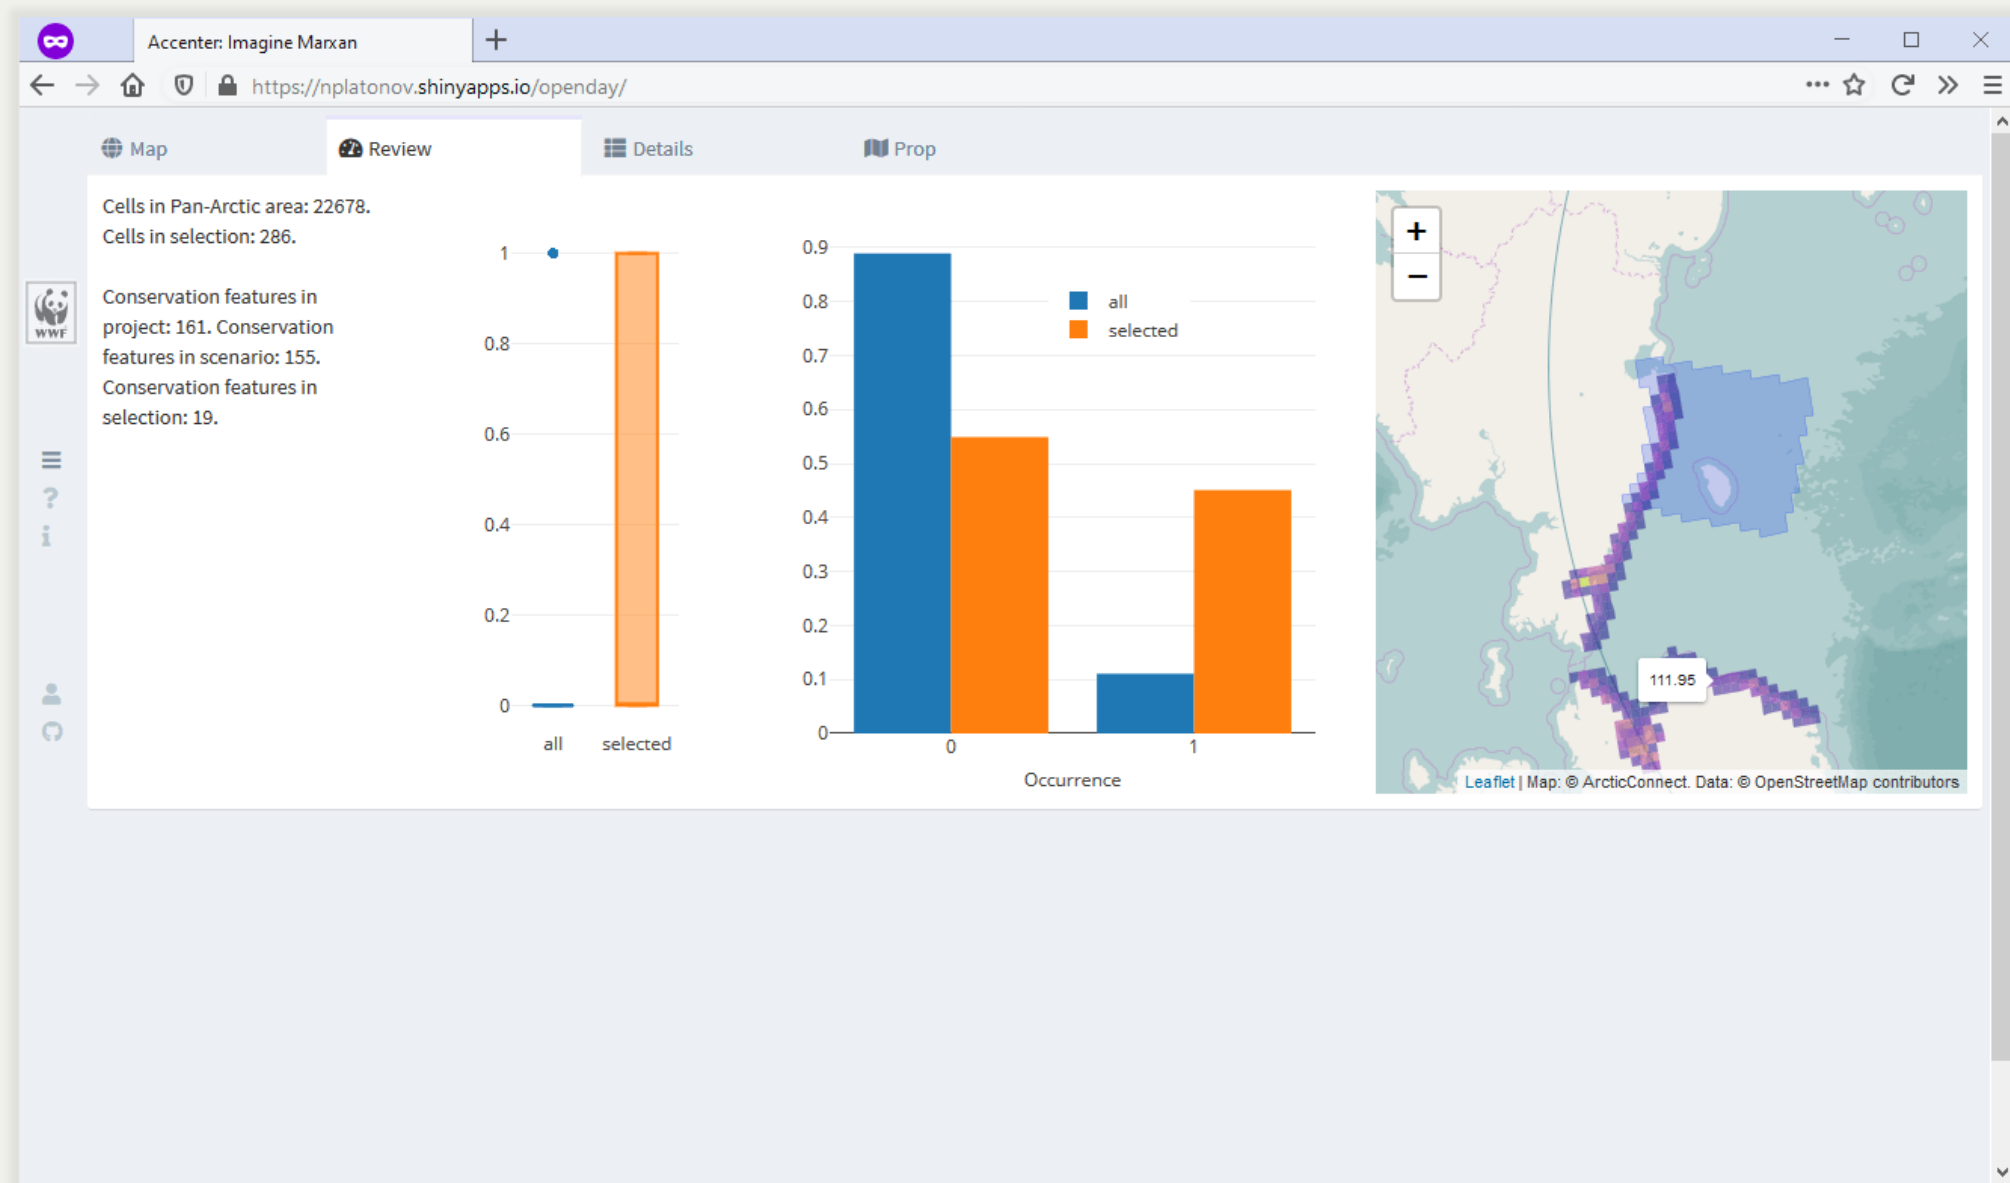 Accenter: Imagine Marxan
https://nplatonov.shinyapps.io/openday/
Map
Review
Details
Prop
Cells in Pan-Arctic area: 22678.
Cells in selection: 286.
Conservation features in
project: 161. Conservation
features in scenario: 155.
Conservation features in
selection: 19.
WWF
1
0.8
0.6
0.4
0.2
0
all
selected
0.9
0.8
0.7
0.6
0.5
0.4
0.3
0.2
0.1
0
0
1
Occurrence
all
selected
+
−
111.95
Leaflet | Map: © ArcticConnect. Data: © OpenStreetMap contributors